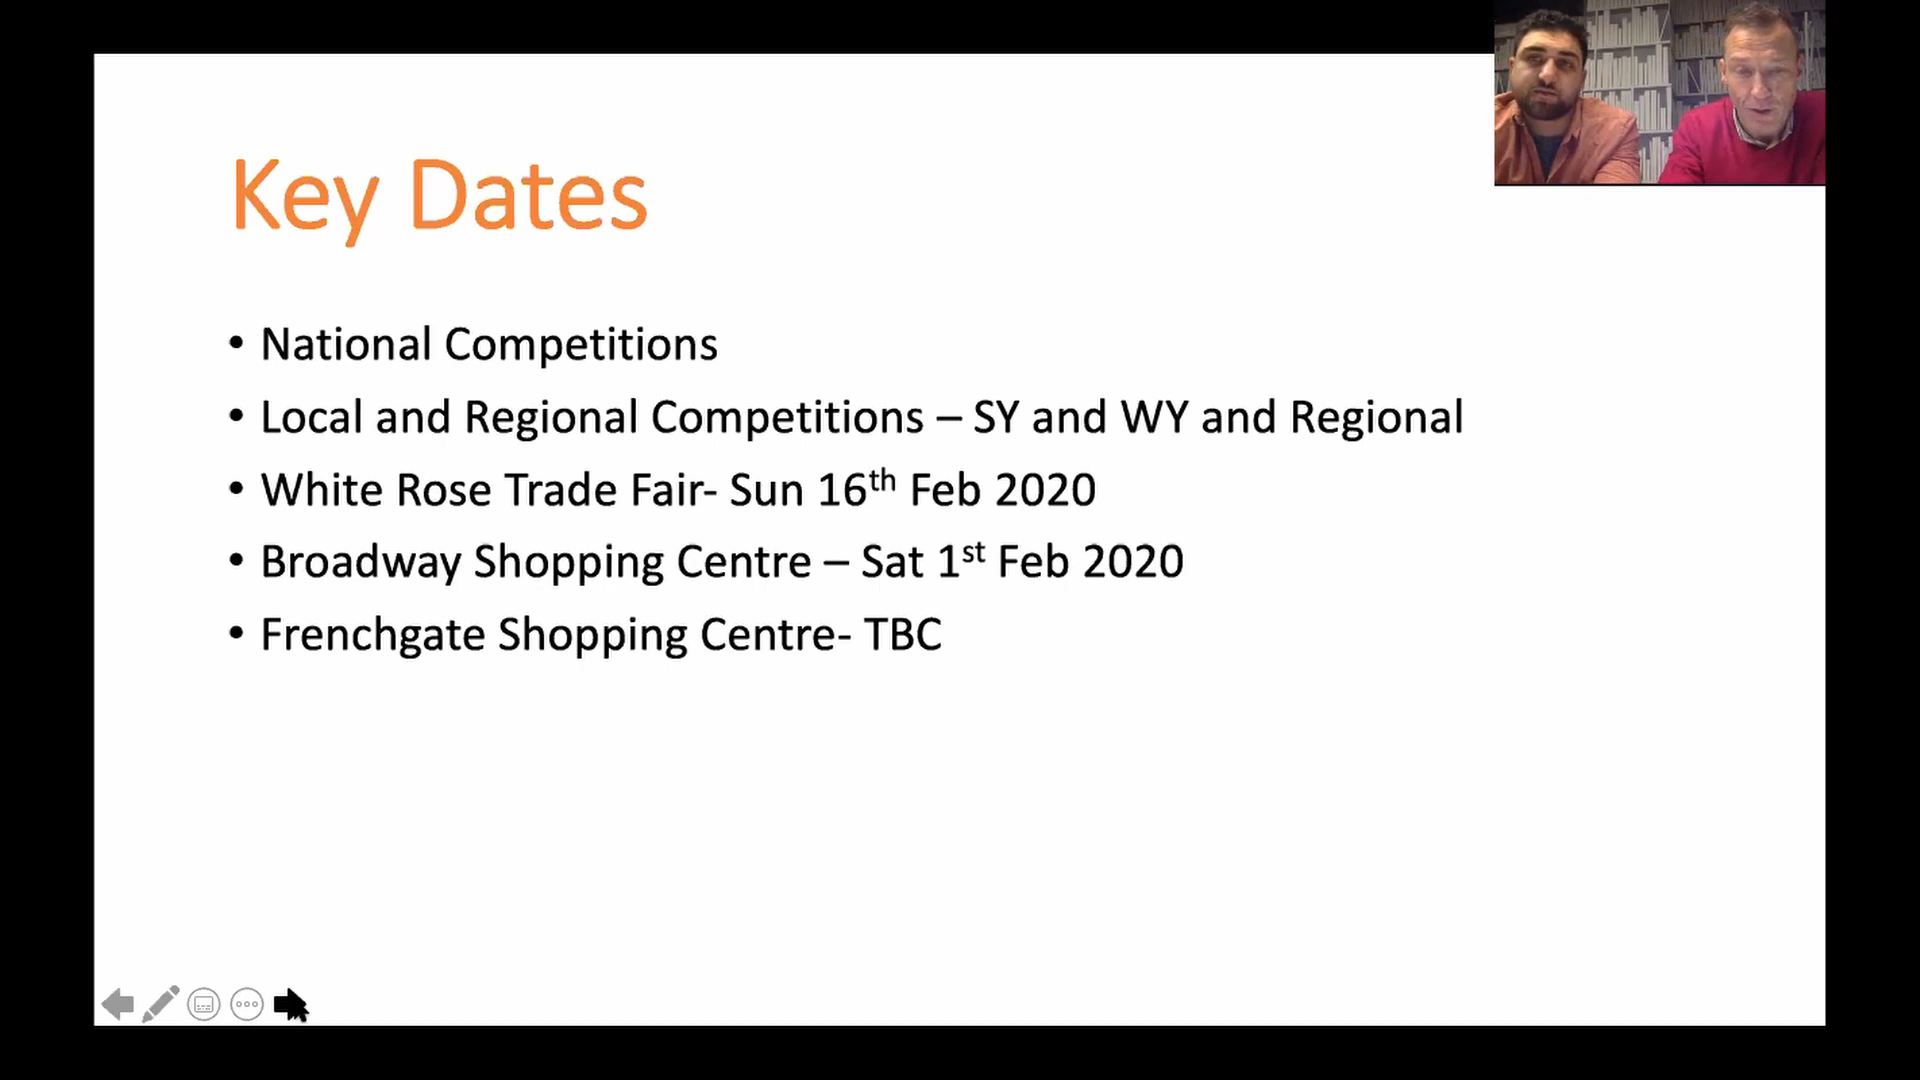 Key Dates
• National Competitions
• Local and Regional Competitions – SY and WY and Regional
• White Rose Trade Fair- Sun 16th Feb 2020
• Broadway Shopping Centre – Sat 1st Feb 2020
• Frenchgate Shopping Centre- TBC